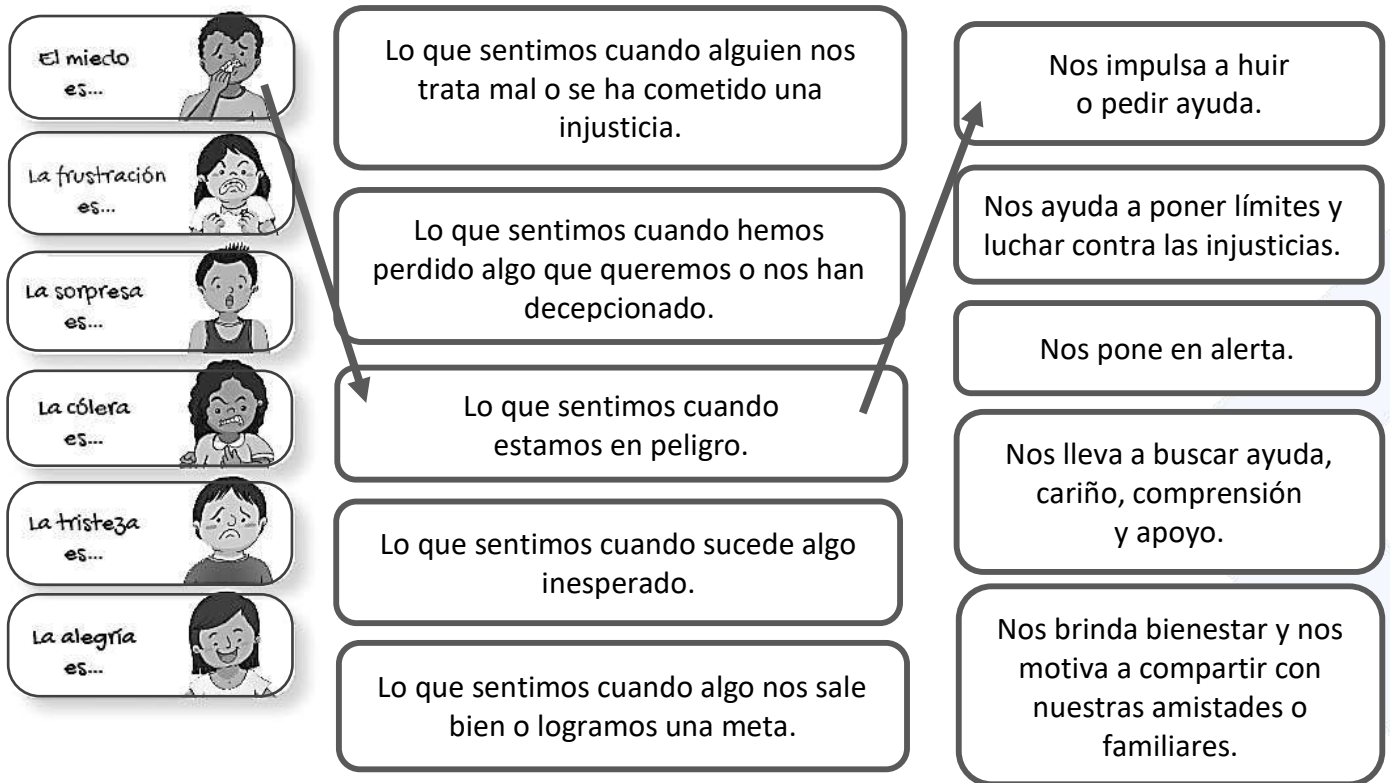 El miedo
es...
La frustración
es...
La sorpresa
es...
La cólera
es...
La tristeza
es...
La alegría
es...
Lo que sentimos cuando alguien nos
trata mal o se ha cometido una
injusticia.
Lo que sentimos cuando hemos
perdido algo que queremos o nos han
decepcionado.
Lo que sentimos cuando
estamos en peligro.
Lo que sentimos cuando sucede algo
inesperado.
Lo que sentimos cuando algo nos sale
bien o logramos una meta.
Nos impulsa a huir
o pedir ayuda.
Nos ayuda a poner límites y
luchar contra las injusticias.
Nos pone en alerta.
Nos lleva a buscar ayuda,
cariño, comprensión
y apoyo.
Nos brinda bienestar y nos
motiva a compartir con
nuestras amistades o
familiares.